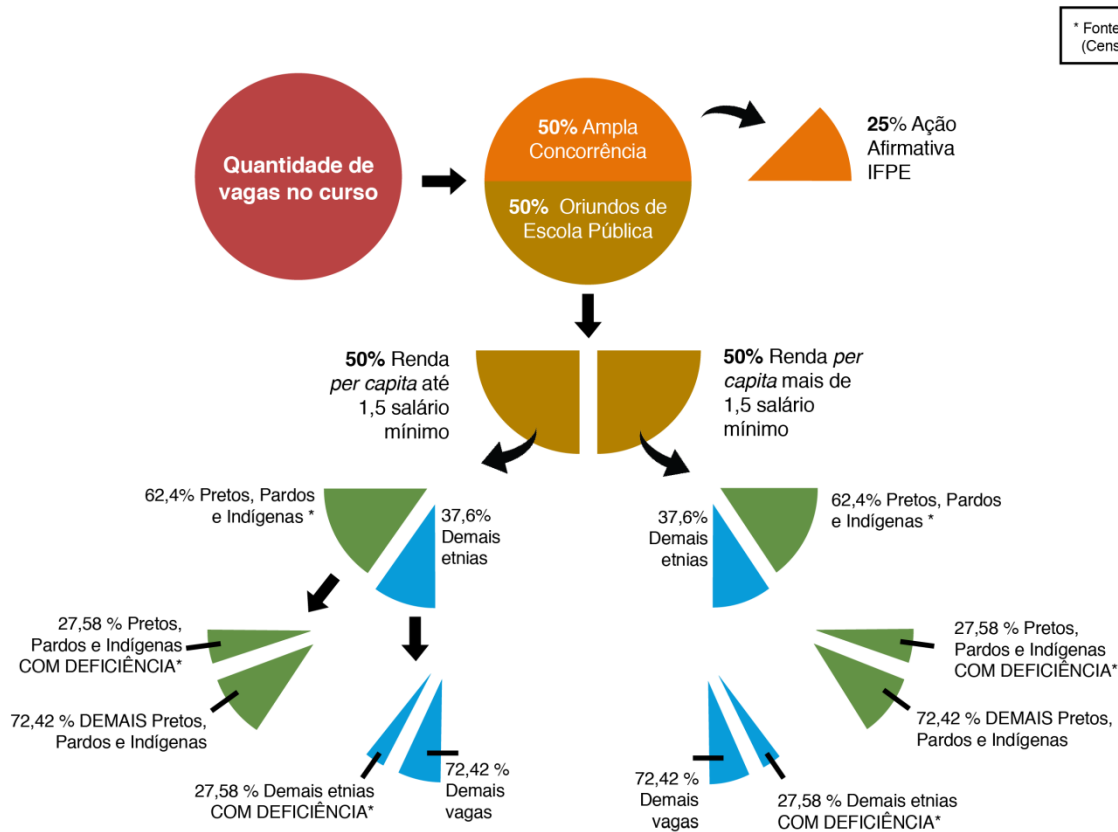 * Fonte
(Cens
Quantidade de
vagas no curso
50% Ampla
Concorrência
50% Oriundos de
Escola Pública
25% Ação
Afirmativa
IFPE
50% Renda
per capita até
1,5 salário
mínimo
50% Renda per
capita mais de
1,5 salário
mínimo
62,4% Pretos, Pardos
e Indígenas *
37,6%
Demais
etnias
37,6%
Demais
etnias
62,4% Pretos, Pardos
e Indígenas *
27,58 % Pretos,
Pardos e Indígenas
COM DEFICIÊNCIA*
72,42 % DEMAIS Pretos,
Pardos e Indígenas
27,58 % Demais etnias
COM DEFICIÊNCIA*
72,42 %
Demais
vagas
72,42 %
Demais
vagas
27,58 % Demais etnias
COM DEFICIÊNCIA*
27,58 % Pretos,
Pardos e Indígenas
COM DEFICIÊNCIA*
72,42 % DEMAIS Pretos,
Pardos e Indígenas